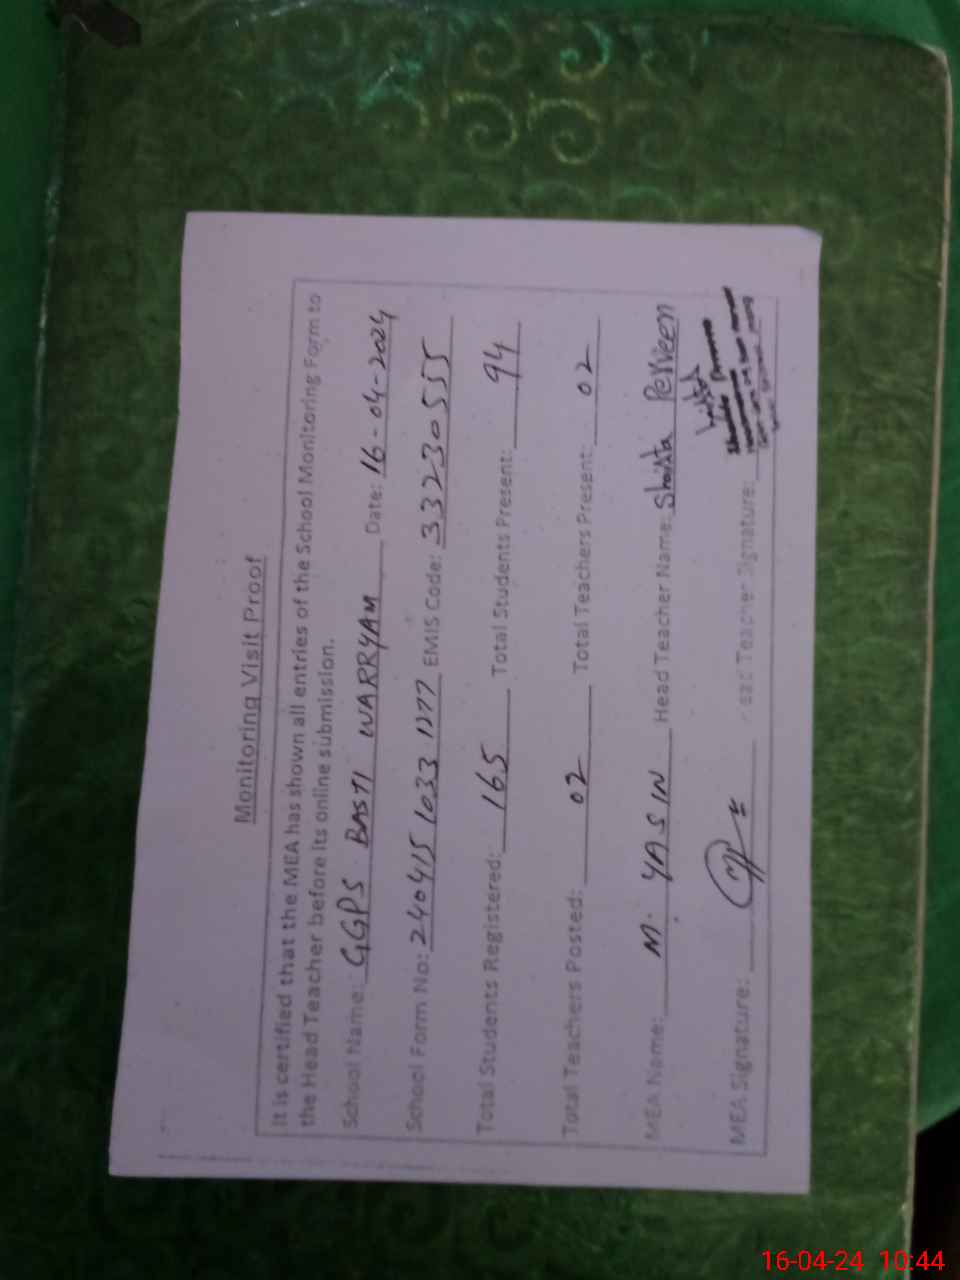 Monitoring Visit Proof
It is certified that the MEA has shown all entries of the School Monitoring Form to
the Head Teacher before its online submission.
School Name: GGPS BASTI WARRYAM Date: 16-04-2024
School Form No: 240415 1033 1277 EMIS Code: 33230555
Total Students Registered: 165 Total Students Present: 94
Total Teachers Posted: 02 Total Teachers Present: 02
MEA Name: M. YASIN Head Teacher Name: Shaista Perveen
MEA Signature: Head Teacher Signature:
16-04-24 10:44